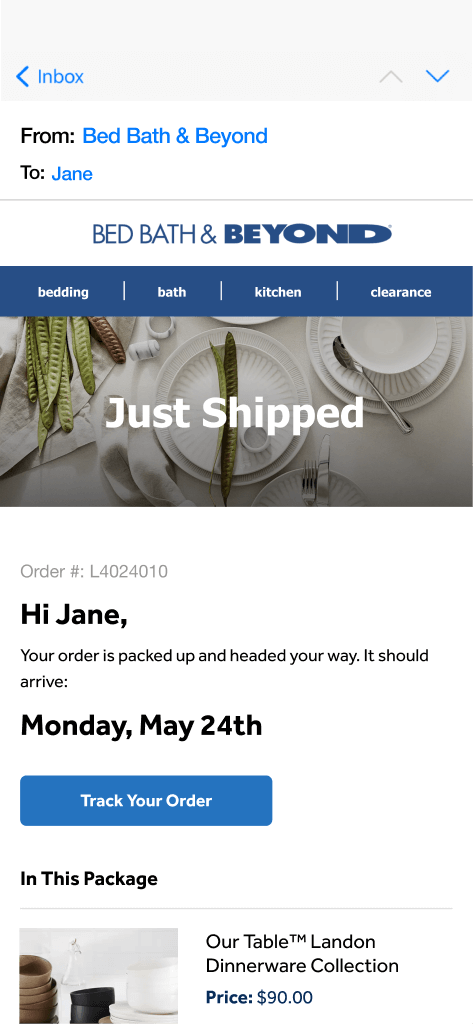 Inbox
From: Bed Bath & Beyond
To: Jane
BED BATH & BEYOND
bedding | bath | kitchen | clearance
Just Shipped
Order #: L4024010
Hi Jane,
Your order is packed up and headed your way. It should
arrive:
Monday, May 24th
Track Your Order
In This Package
Our Table™ Landon
Dinnerware Collection
Price: $90.00